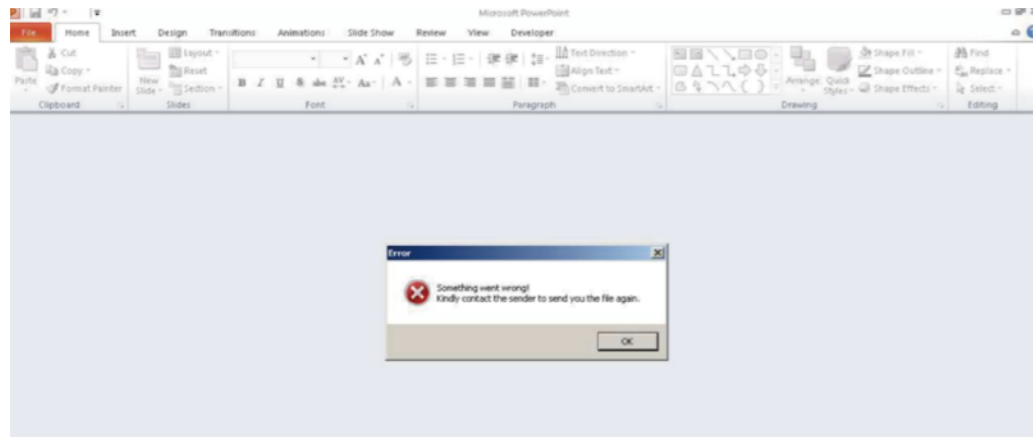 Microsoft PowerPoint
File Home Insert Design Transitions Animations Slide Show Review View Developer
Cut
Copy
Format Painter
Paste
Clipboard
New Slide
Layout
Reset
Section
Slides
B I U S abc AV Aa A
Font
Text Direction
Align Text
Convert to SmartArt
Paragraph
Arrange
Quick Styles
Shape Fill
Shape Outline
Shape Effects
Drawing
Find
Replace
Select
Editing
Error
Something went wrong!
Kindly contact the sender to send you the file again.
OK